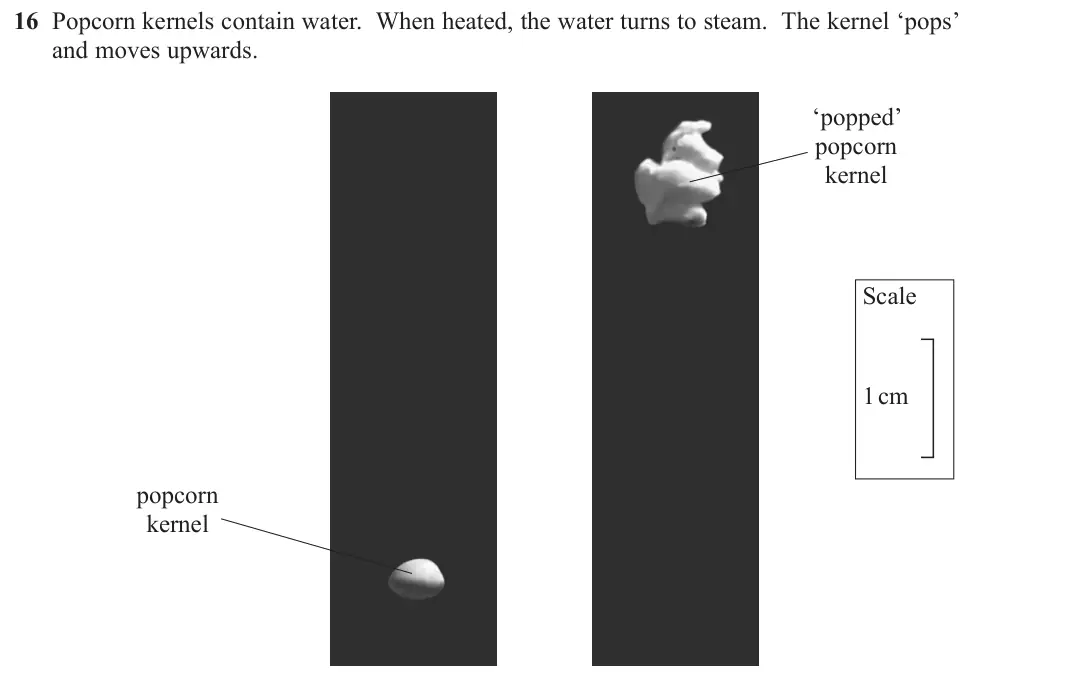 16 Popcorn kernels contain water. When heated, the water turns to steam. The kernel ‘pops’
and moves upwards.
‘popped’
popcorn
kernel
Scale
1 cm
popcorn
kernel